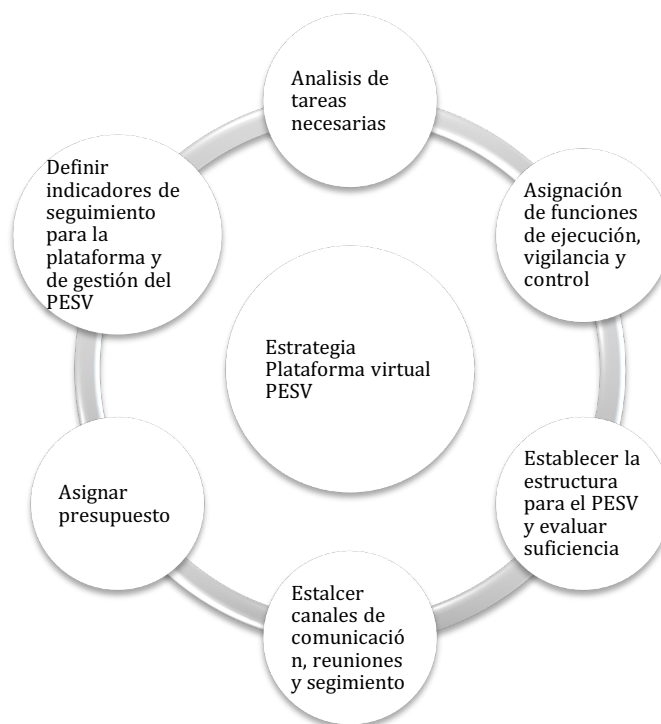 Analisis de
tareas
necesarias
Asignación
de funciones
de ejecución,
vigilancia y
control
Establecer la
estructura
para el PESV
y evaluar
suficiencia
Estalcer
canales de
comunicació
n, reuniones
y segimiento
Asignar
presupuesto
Definir
indicadores de
seguimiento
para la
plataforma y
de gestión del
PESV
Estrategia
Plataforma virtual
PESV